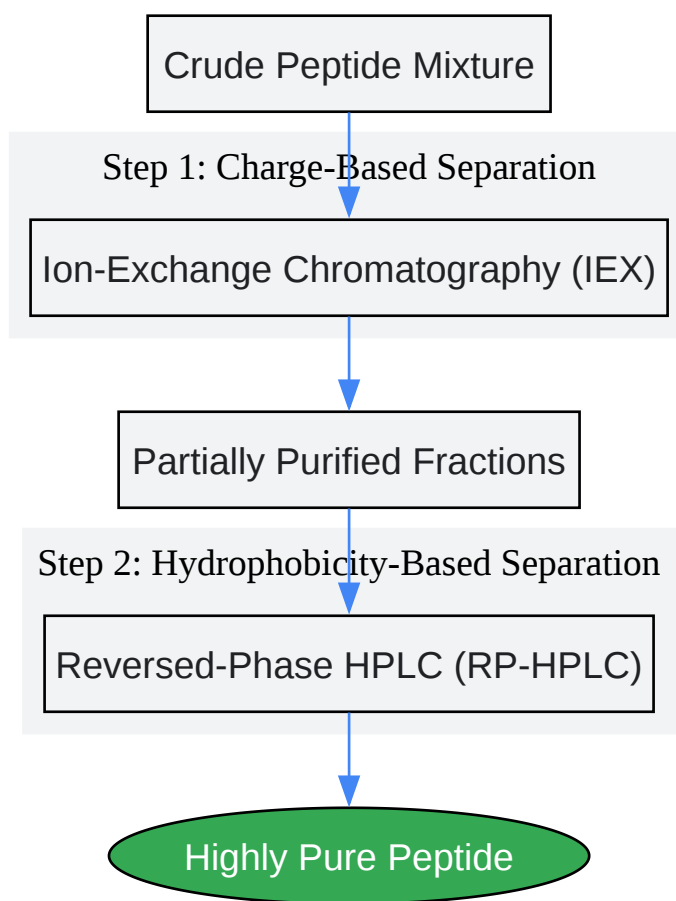 Crude Peptide Mixture
Step 1: Charge-Based Separation
Ion-Exchange Chromatography (IEX)
Partially Purified Fractions
Step 2: Hydrophobicity-Based Separation
Reversed-Phase HPLC (RP-HPLC)
Highly Pure Peptide